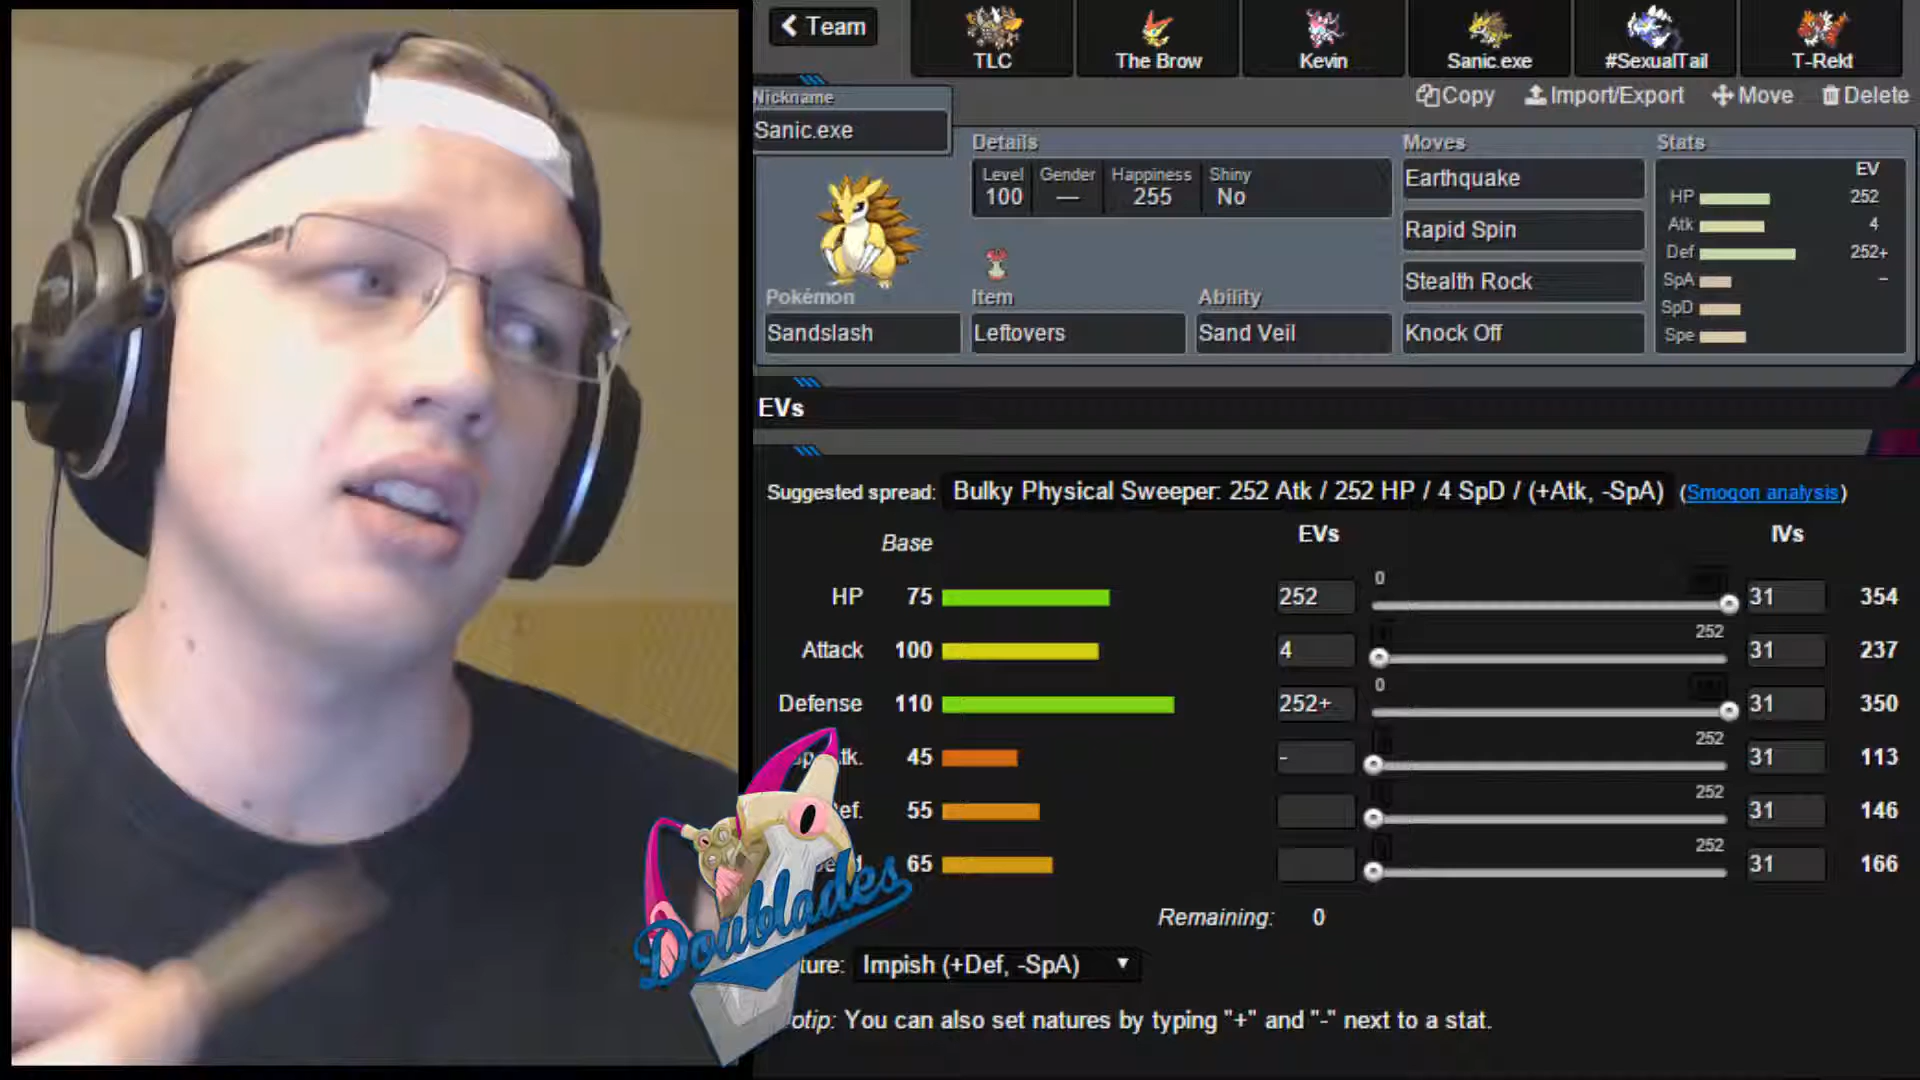 Team
TLC
The Brow
Kevin
Sanic.exe
#SexualTail
T-Rekt
Copy Import/Export Move Delete
Nickname
Sanic.exe
Details
Level Gender Happiness Shiny
100 — 255 No
Pokémon Item Ability
Sandslash Leftovers Sand Veil
Moves
Earthquake
Rapid Spin
Stealth Rock
Knock Off
Stats
EV
HP 252
Atk 4
Def 252+
SpA −
SpD
Spe
EVs
Suggested spread: Bulky Physical Sweeper: 252 Atk / 252 HP / 4 SpD / (+Atk, -SpA) (Smogon analysis)
Base EVs IVs
0
HP 75 252 31 354
252
Attack 100 4 31 237
0
Defense 110 252+ 31 350
252
tk. 45 - 31 113
252
ef. 55 31 146
252
65 31 166
Remaining: 0
ture: Impish (+Def, -SpA)
otip: You can also set natures by typing "+" and "-" next to a stat.
Doublades